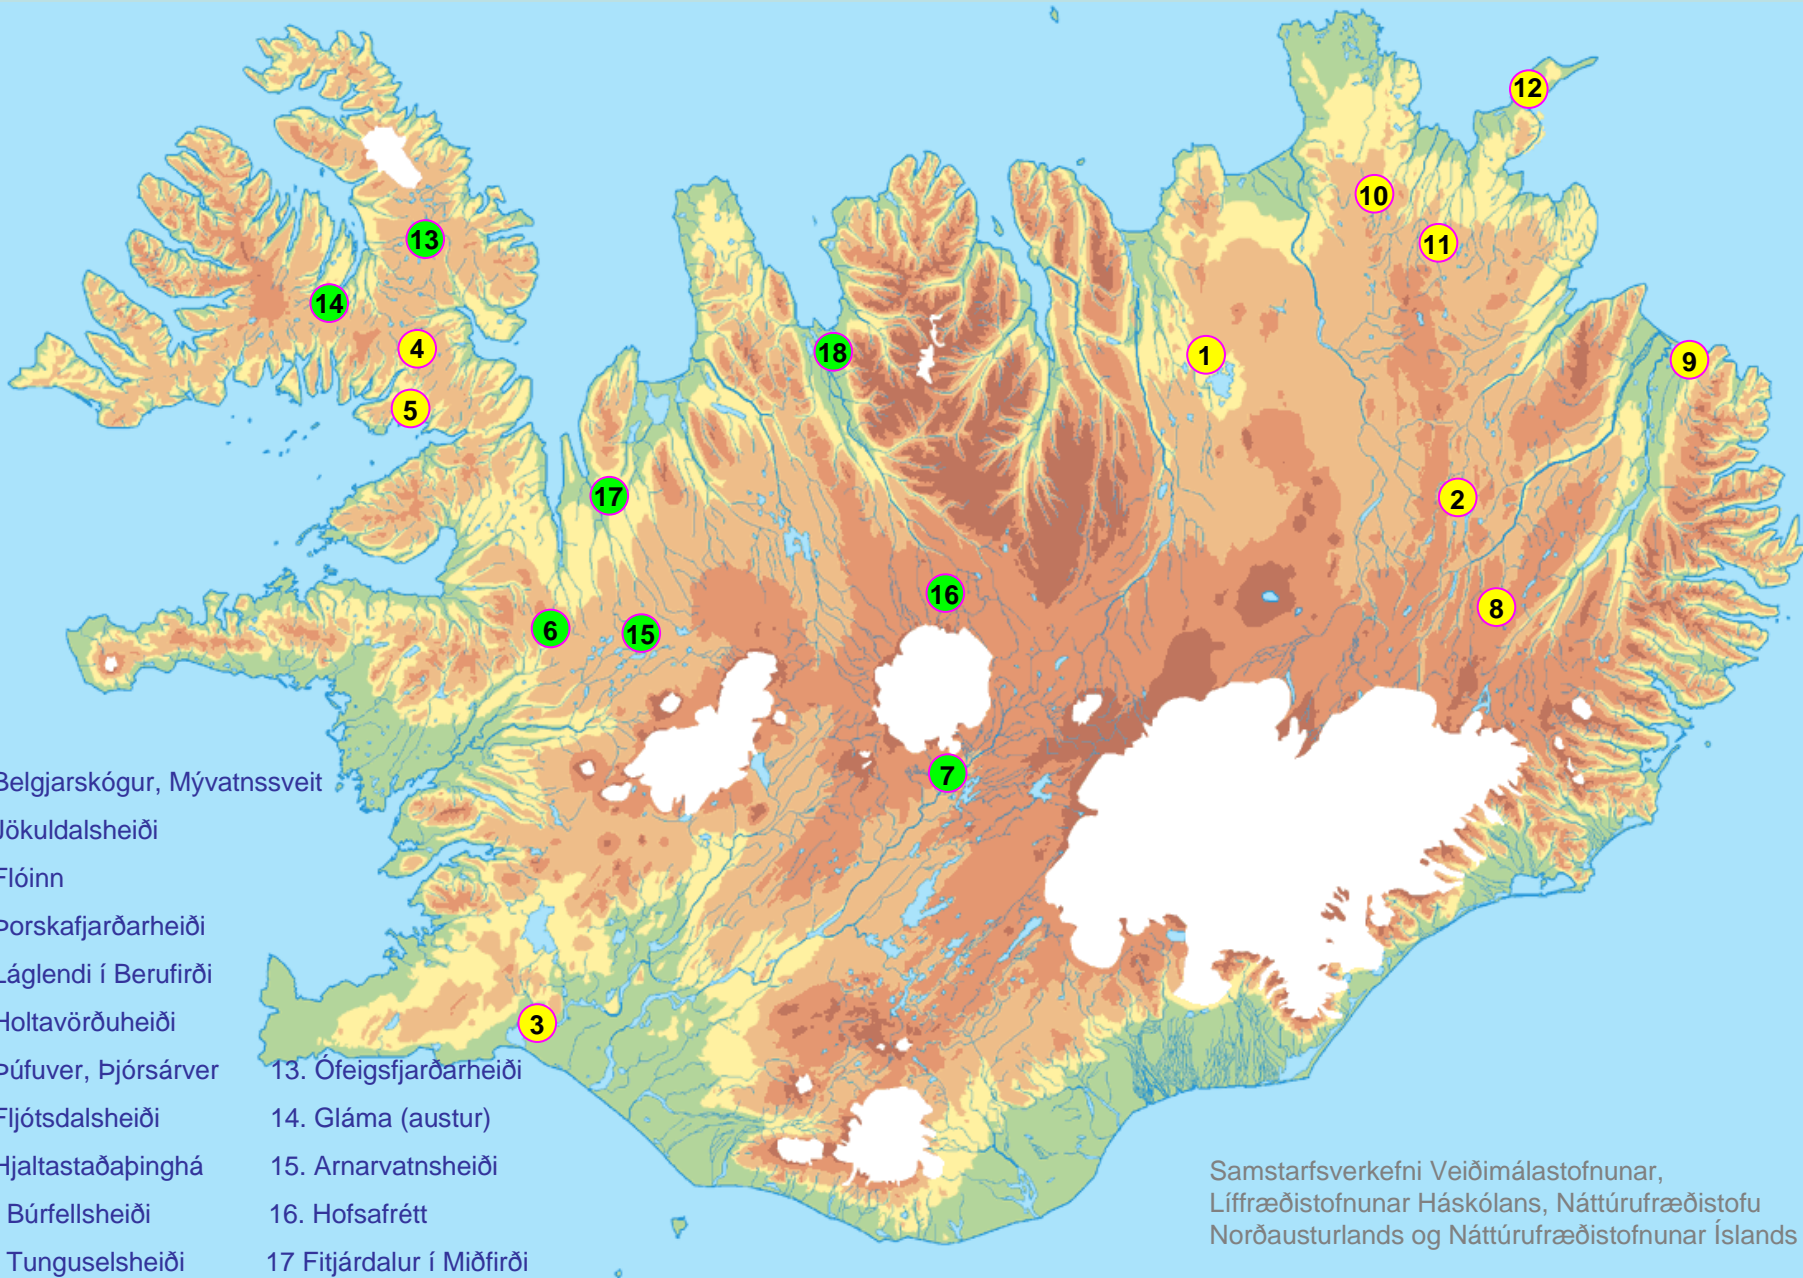 12
10
13
11
14
4
18
1
9
5
17
2
16
8
6
15
7
Belgjarskógur, Mývatnssveit
Jökuldalsheiði
Flóinn
Þorskafjarðarheiði
Láglendi í Berufirði
3
Holtavörðuheiði
Þúfuver, Þjórsárver
13. Ófeigsfjarðarheiði
Fljótsdalsheiði
14. Gláma (austur)
Hjaltastaðaþinghá
15. Arnarvatnsheiði
Búrfellsheiði
16. Hofsafrétt
Tunguselsheiði
17 Fitjárdalur í Miðfirði
Samstarfsverkefni Veiðimálastofnunar,
Líffræðistofnunar Háskólans, Náttúrufræðistofu
Norðausturlands og Náttúrufræðistofnunar Íslands